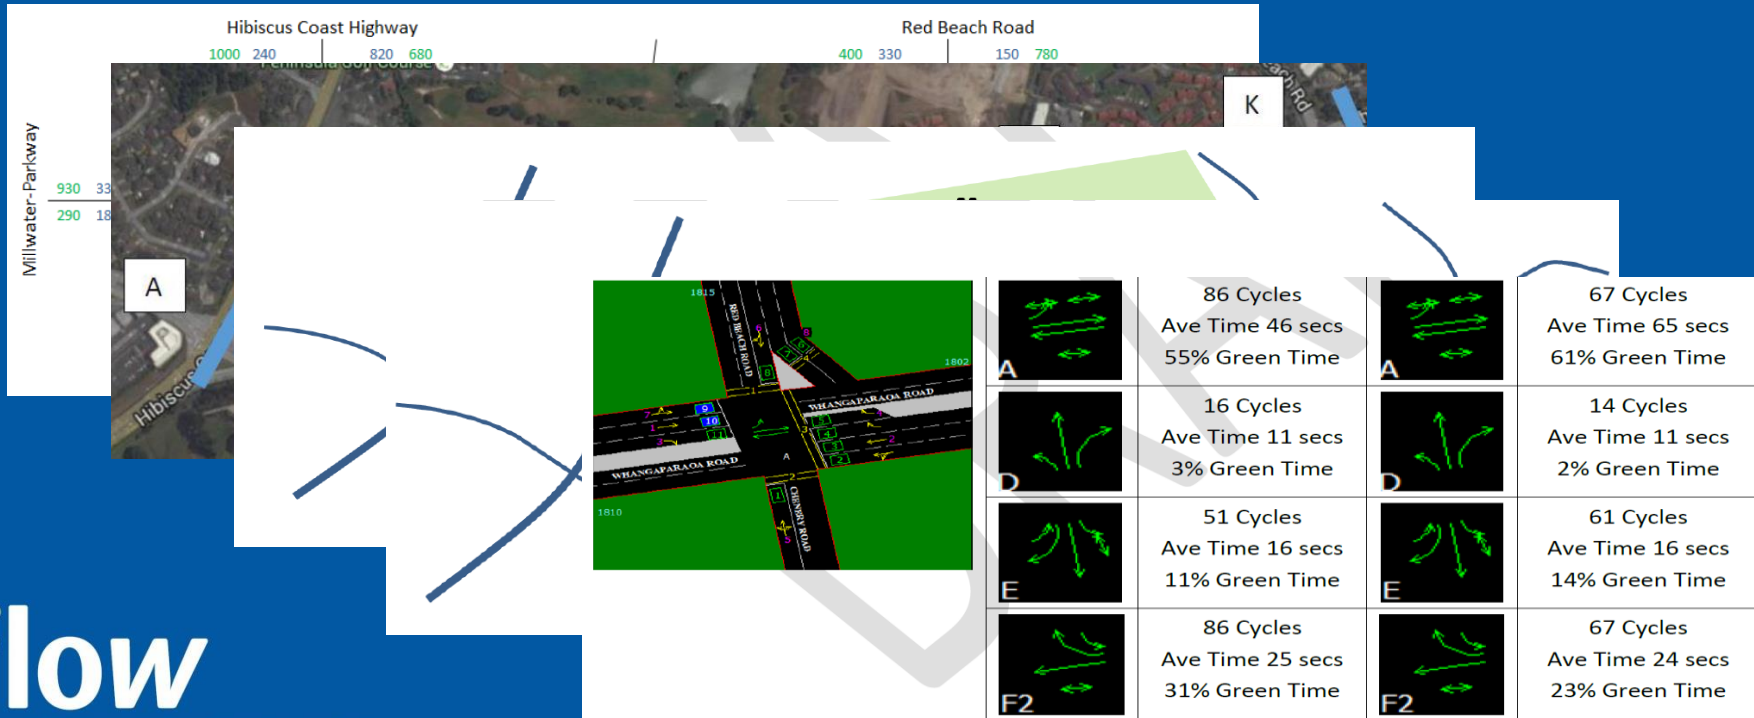 Hibiscus Coast Highway
Red Beach Road
1000 240 820 680
400 330 150 780
Millwater-Parkway
930 33
290 18
K
A
Hibiscus
each Rd
1815
RED BEACH ROAD
1802
WHANGAPARAOA ROAD
WHANGAPARAOA ROAD
1810
CHENERY ROAD
A
86 Cycles
Ave Time 46 secs
55% Green Time
A
67 Cycles
Ave Time 65 secs
61% Green Time
D
16 Cycles
Ave Time 11 secs
3% Green Time
D
14 Cycles
Ave Time 11 secs
2% Green Time
E
51 Cycles
Ave Time 16 secs
11% Green Time
E
61 Cycles
Ave Time 16 secs
14% Green Time
F2
86 Cycles
Ave Time 25 secs
31% Green Time
F2
67 Cycles
Ave Time 24 secs
23% Green Time
low